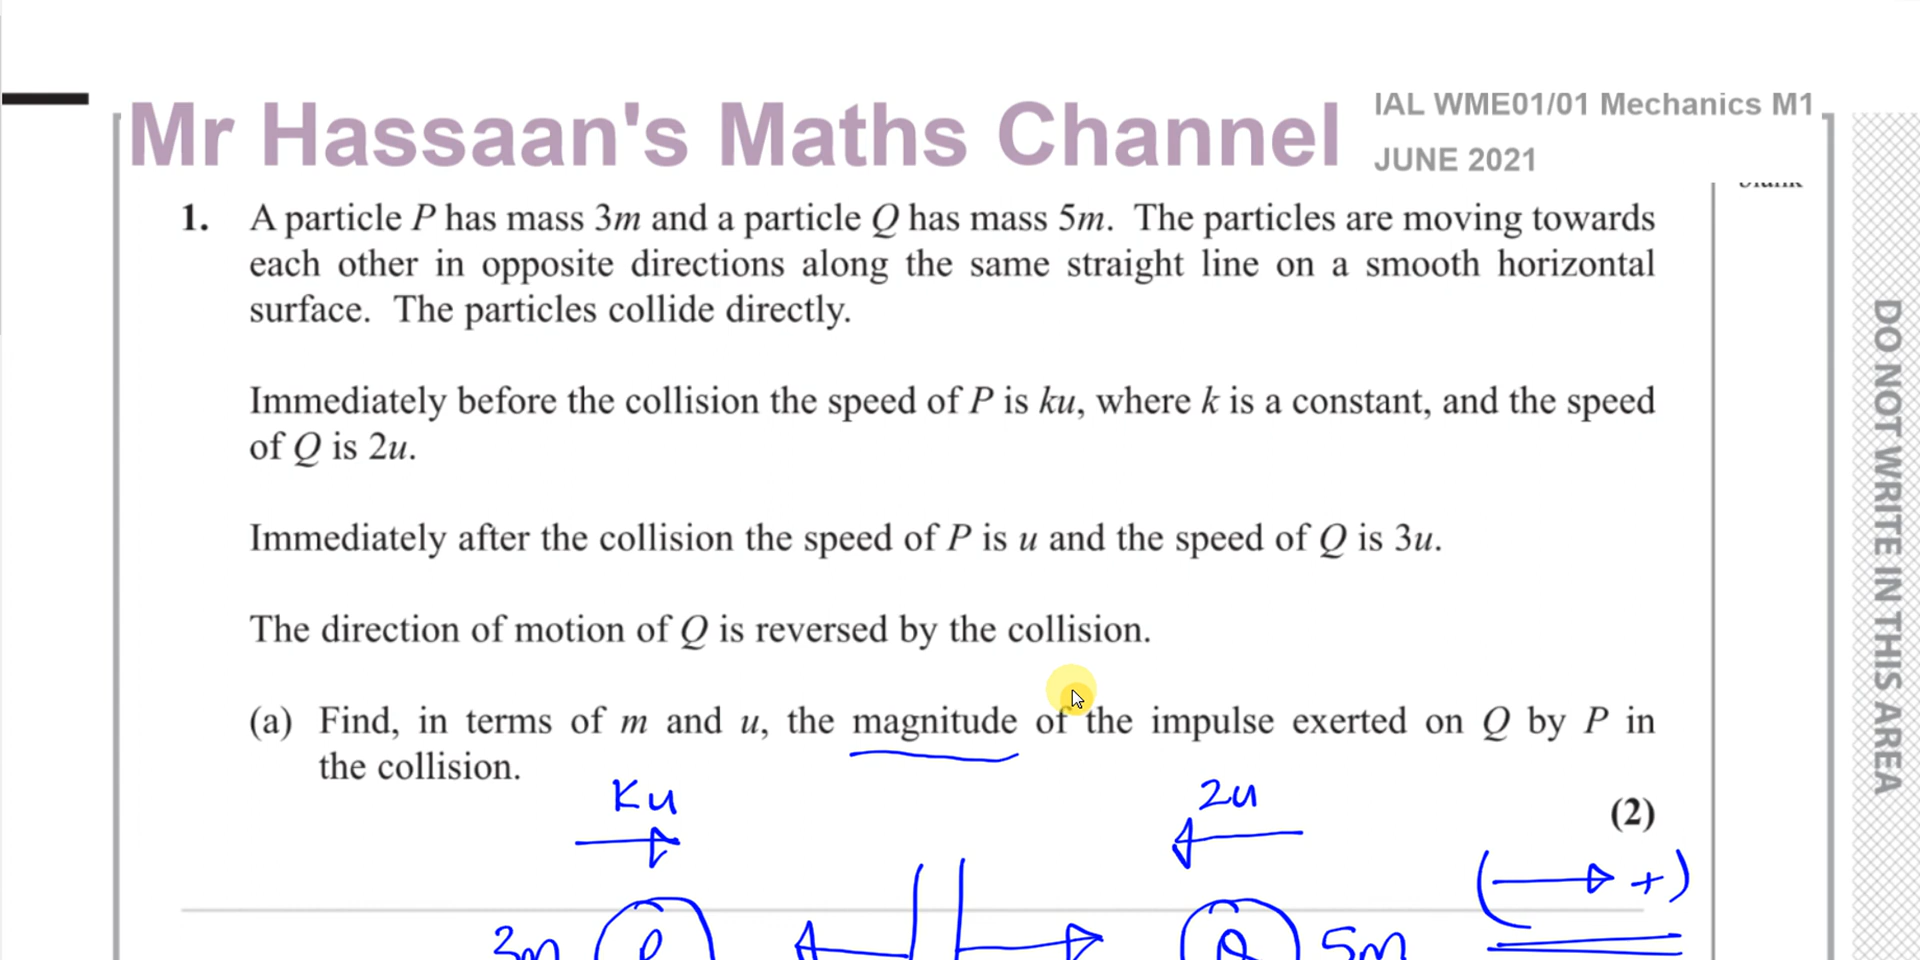 Mr Hassaan's Maths Channel
IAL WME01/01 Mechanics M1
JUNE 2021
1. A particle P has mass 3m and a particle Q has mass 5m. The particles are moving towards
each other in opposite directions along the same straight line on a smooth horizontal
surface. The particles collide directly.
Immediately before the collision the speed of P is ku, where k is a constant, and the speed
of Q is 2u.
Immediately after the collision the speed of P is u and the speed of Q is 3u.
The direction of motion of Q is reversed by the collision.
(a) Find, in terms of m and u, the magnitude of the impulse exerted on Q by P in
the collision.
(2)
Ku
2u
( → +)
3m
P
Q
5m
DO NOT WRITE IN THIS AREA